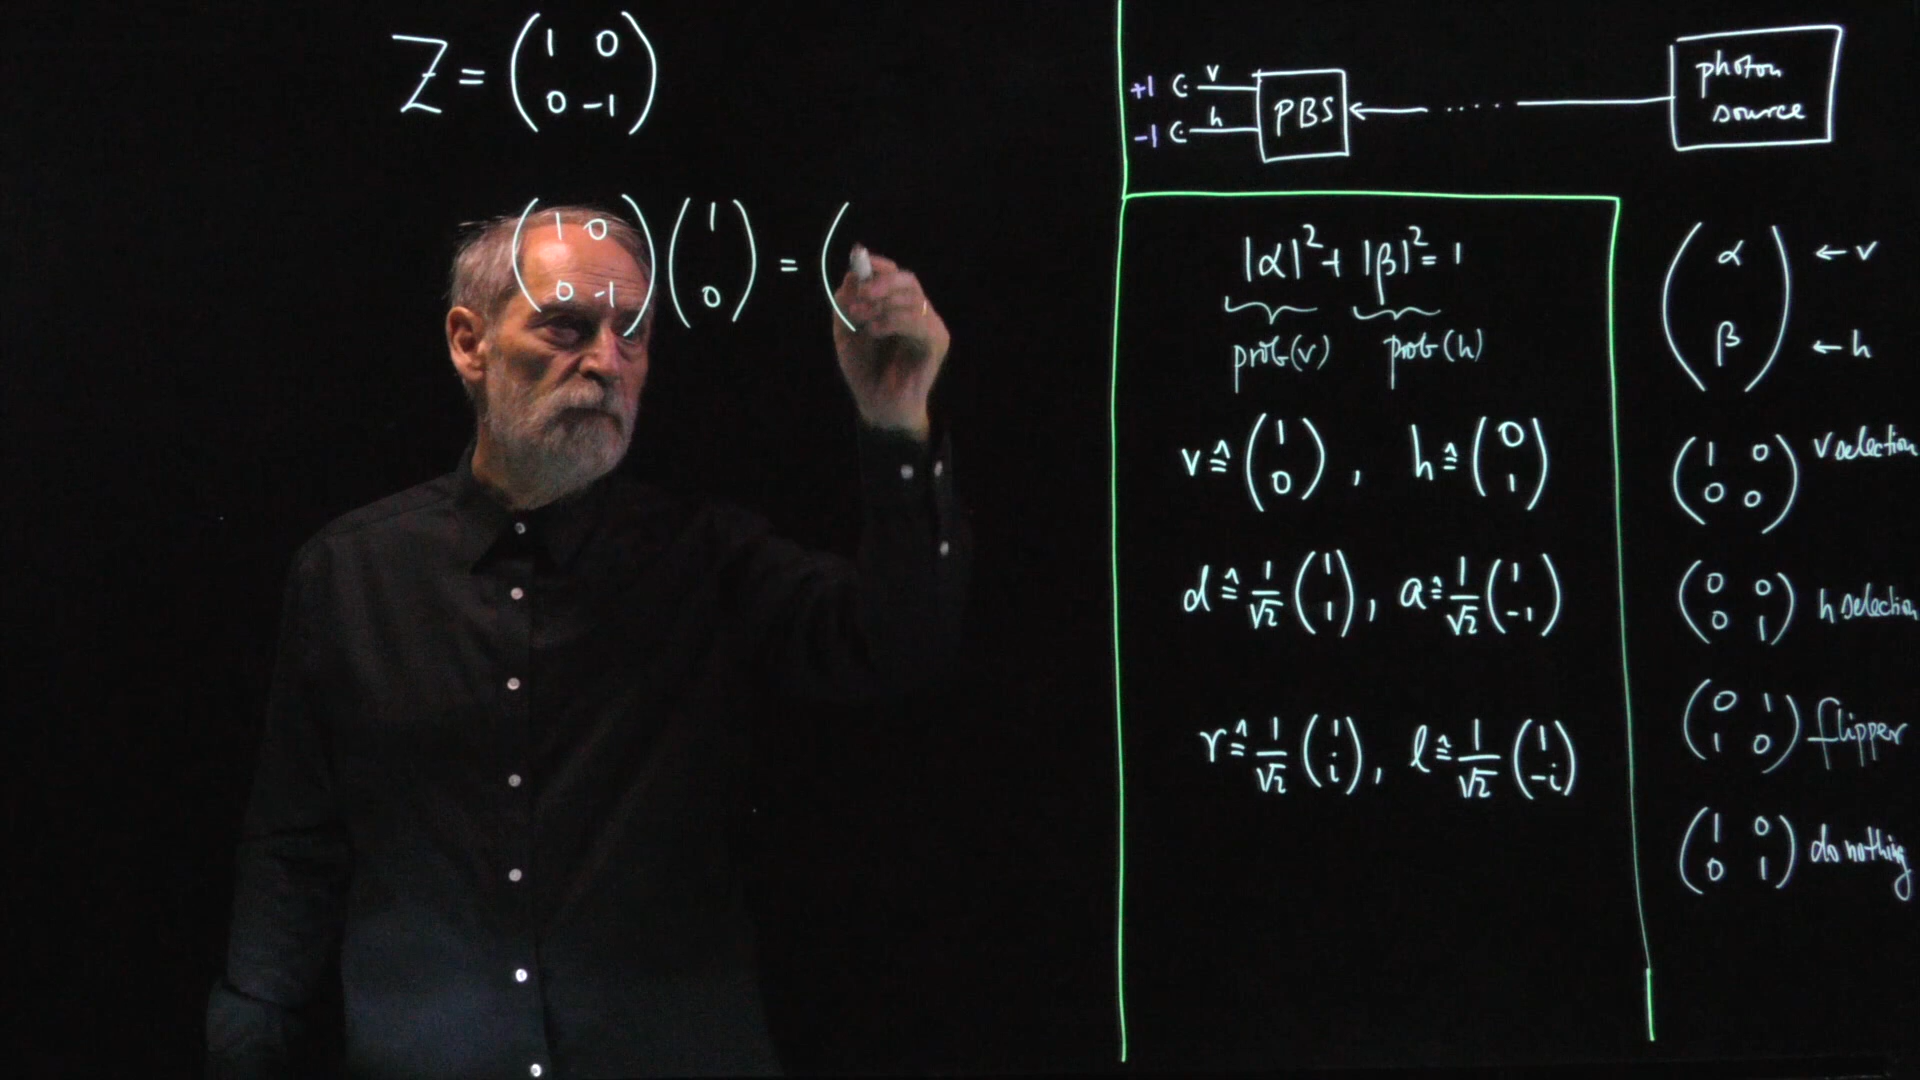 Z = (1 0
0 -1)
(1 0
0 -1) (1
0) = (
+1 v
-1 h
PBS
photon
source
|α|² + |β|² = 1
prob(v) prob(h)
v ≙ (1
0), h ≙ (0
1)
d ≙ 1/√2 (1
1), a ≙ 1/√2 (1
-1)
r ≙ 1/√2 (1
i), l ≙ 1/√2 (1
-i)
(α
β) ← v
← h
(1 0
0 0) v selection
(0 0
0 1) h selection
(0 1
1 0) flipper
(1 0
0 1) do nothing